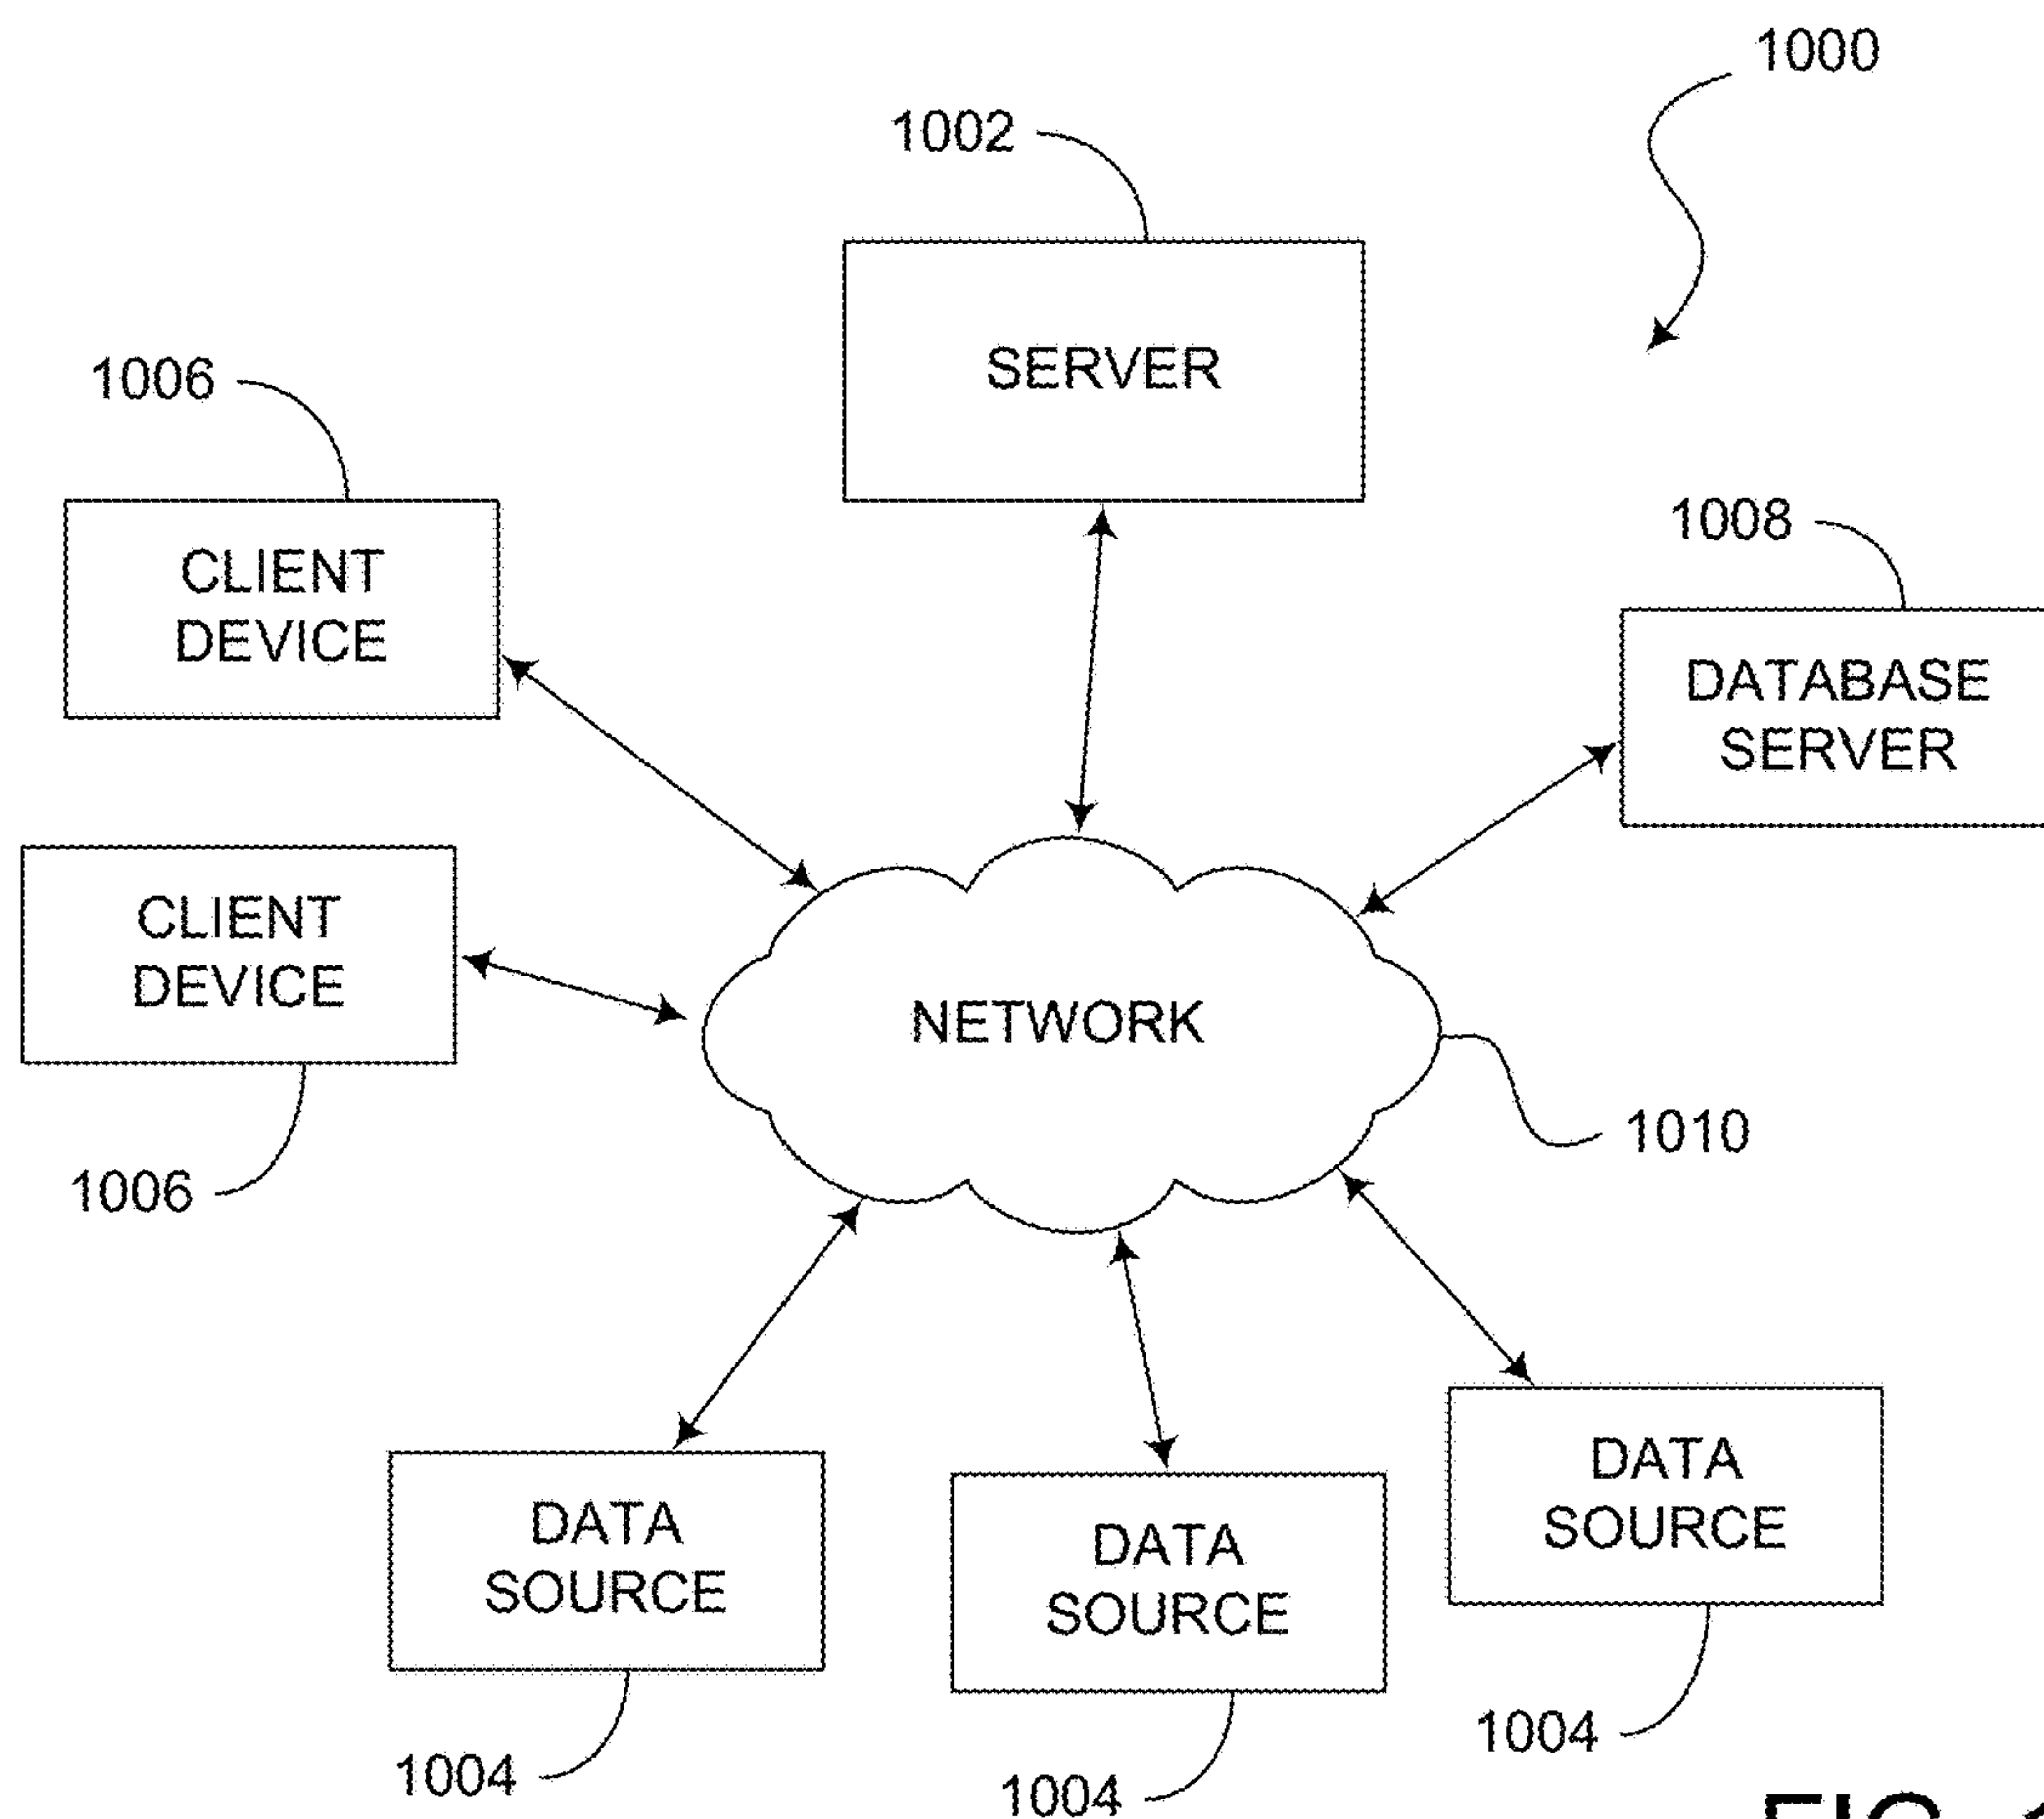 1000
1002
SERVER
1006
CLIENT
DEVICE
1008
DATABASE
SERVER
CLIENT
DEVICE
NETWORK
1010
1006
DATA
SOURCE
DATA
SOURCE
DATA
SOURCE
1004
1004
1004
FIG.